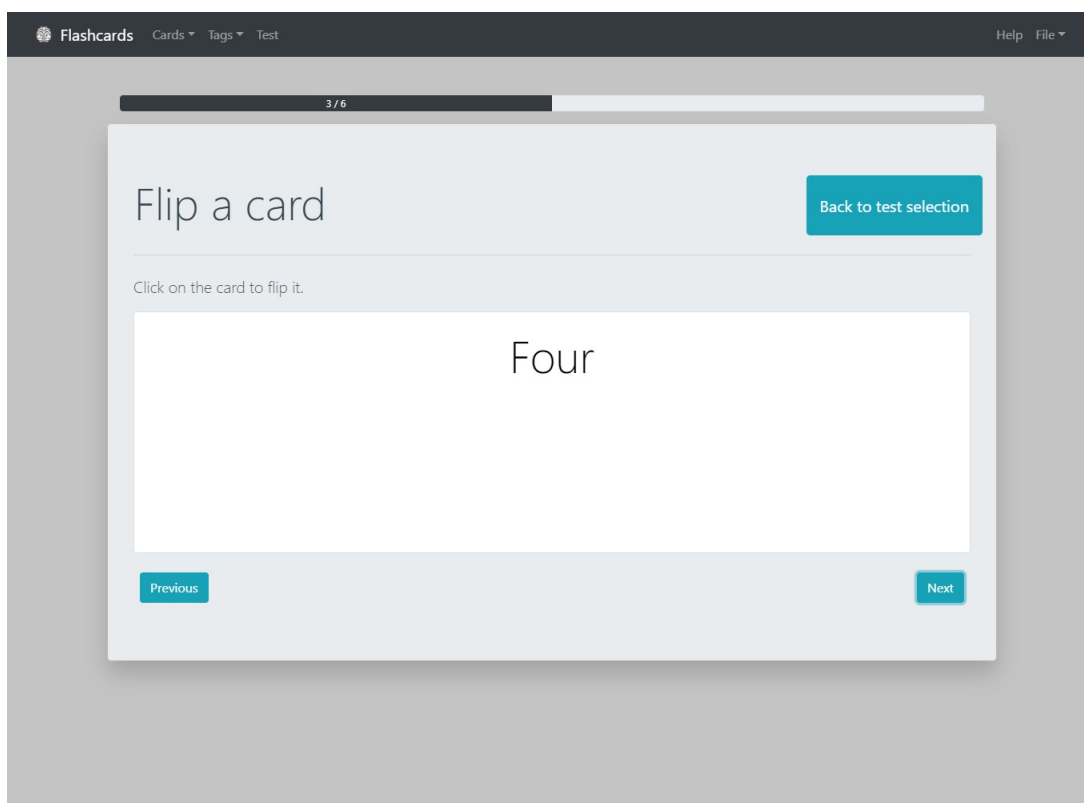 Flashcards Cards Tags Test Help File
3 / 6
Flip a card
Back to test selection
Click on the card to flip it.
Four
Previous Next